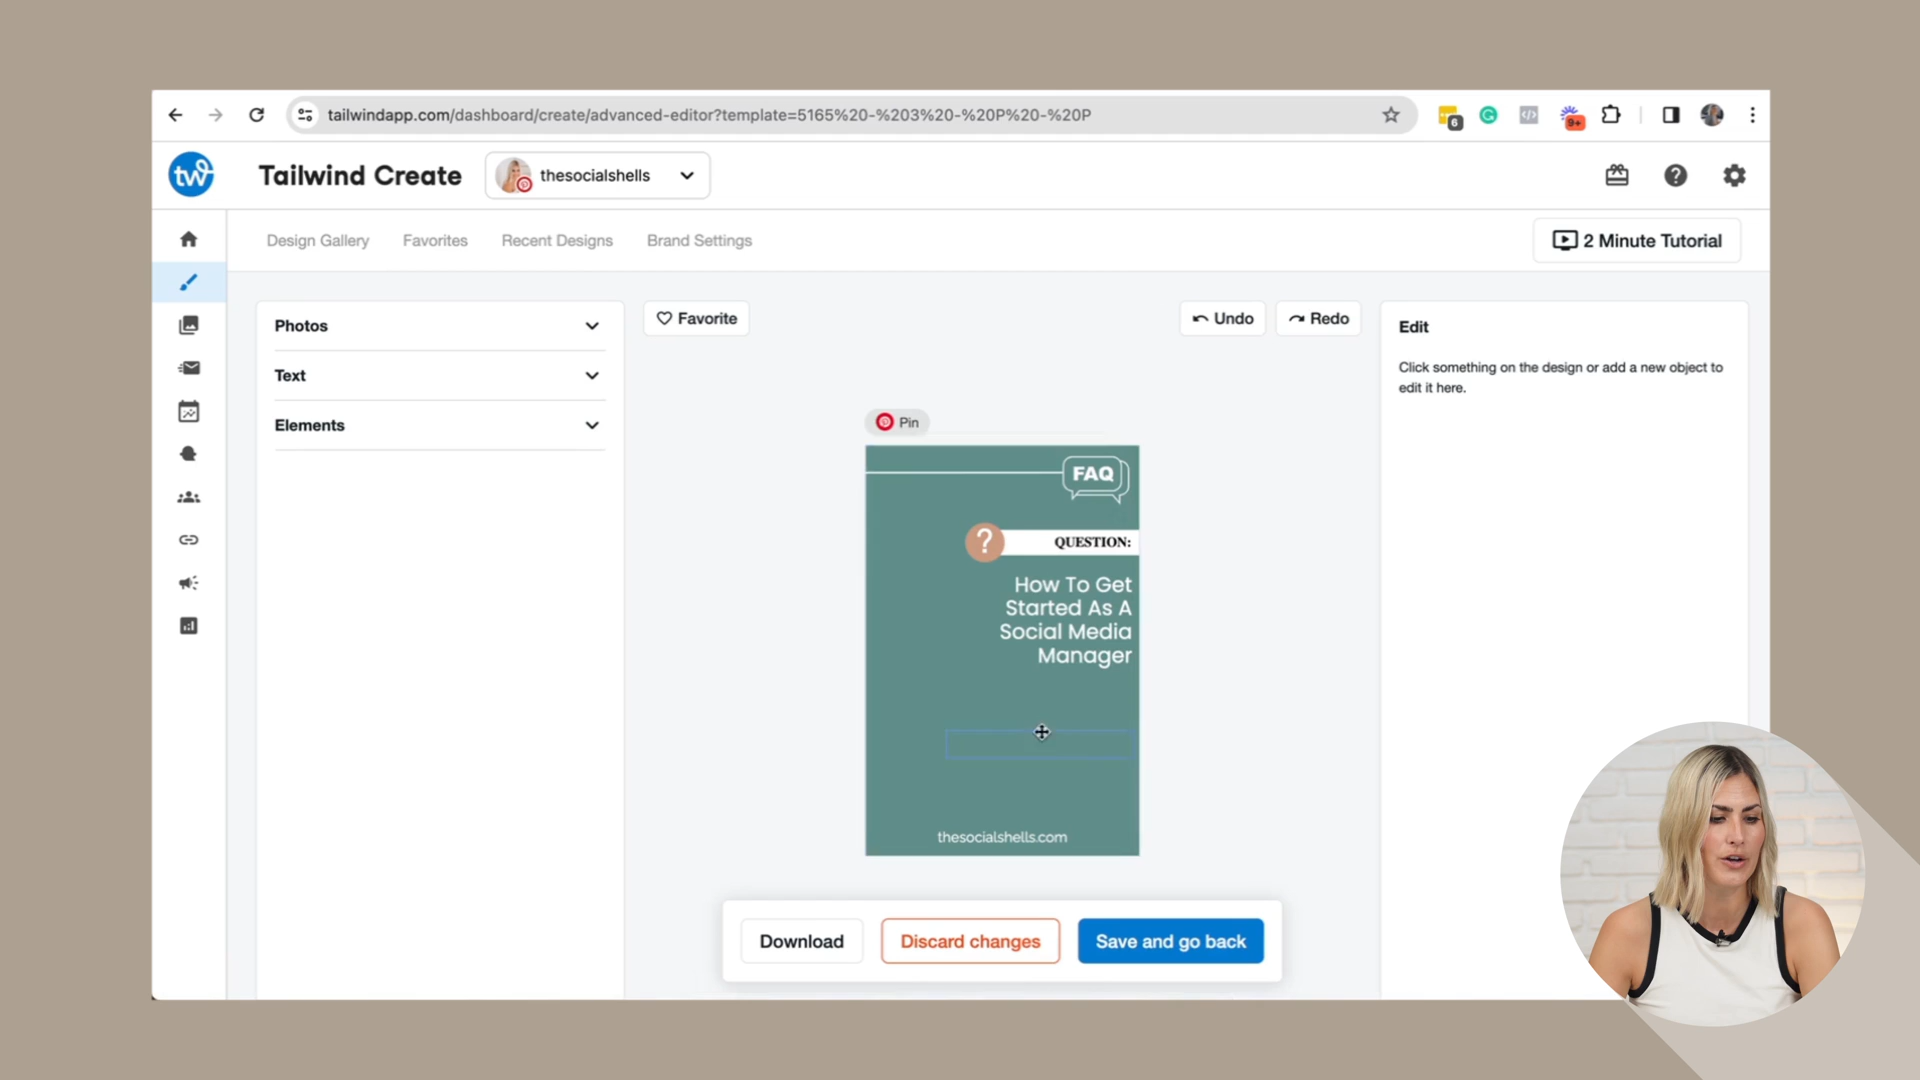 tailwindapp.com/dashboard/create/advanced-editor?template=5165%20-%203%20-%20P%20-%20P
6
9+
tw
Tailwind Create
thesocialshells
Design Gallery
Favorites
Recent Designs
Brand Settings
2 Minute Tutorial
Photos
Text
Elements
Favorite
Undo
Redo
Edit
Click something on the design or add a new object to
edit it here.
Pin
FAQ
?
QUESTION:
How To Get
Started As A
Social Media
Manager
thesocialshells.com
Download
Discard changes
Save and go back